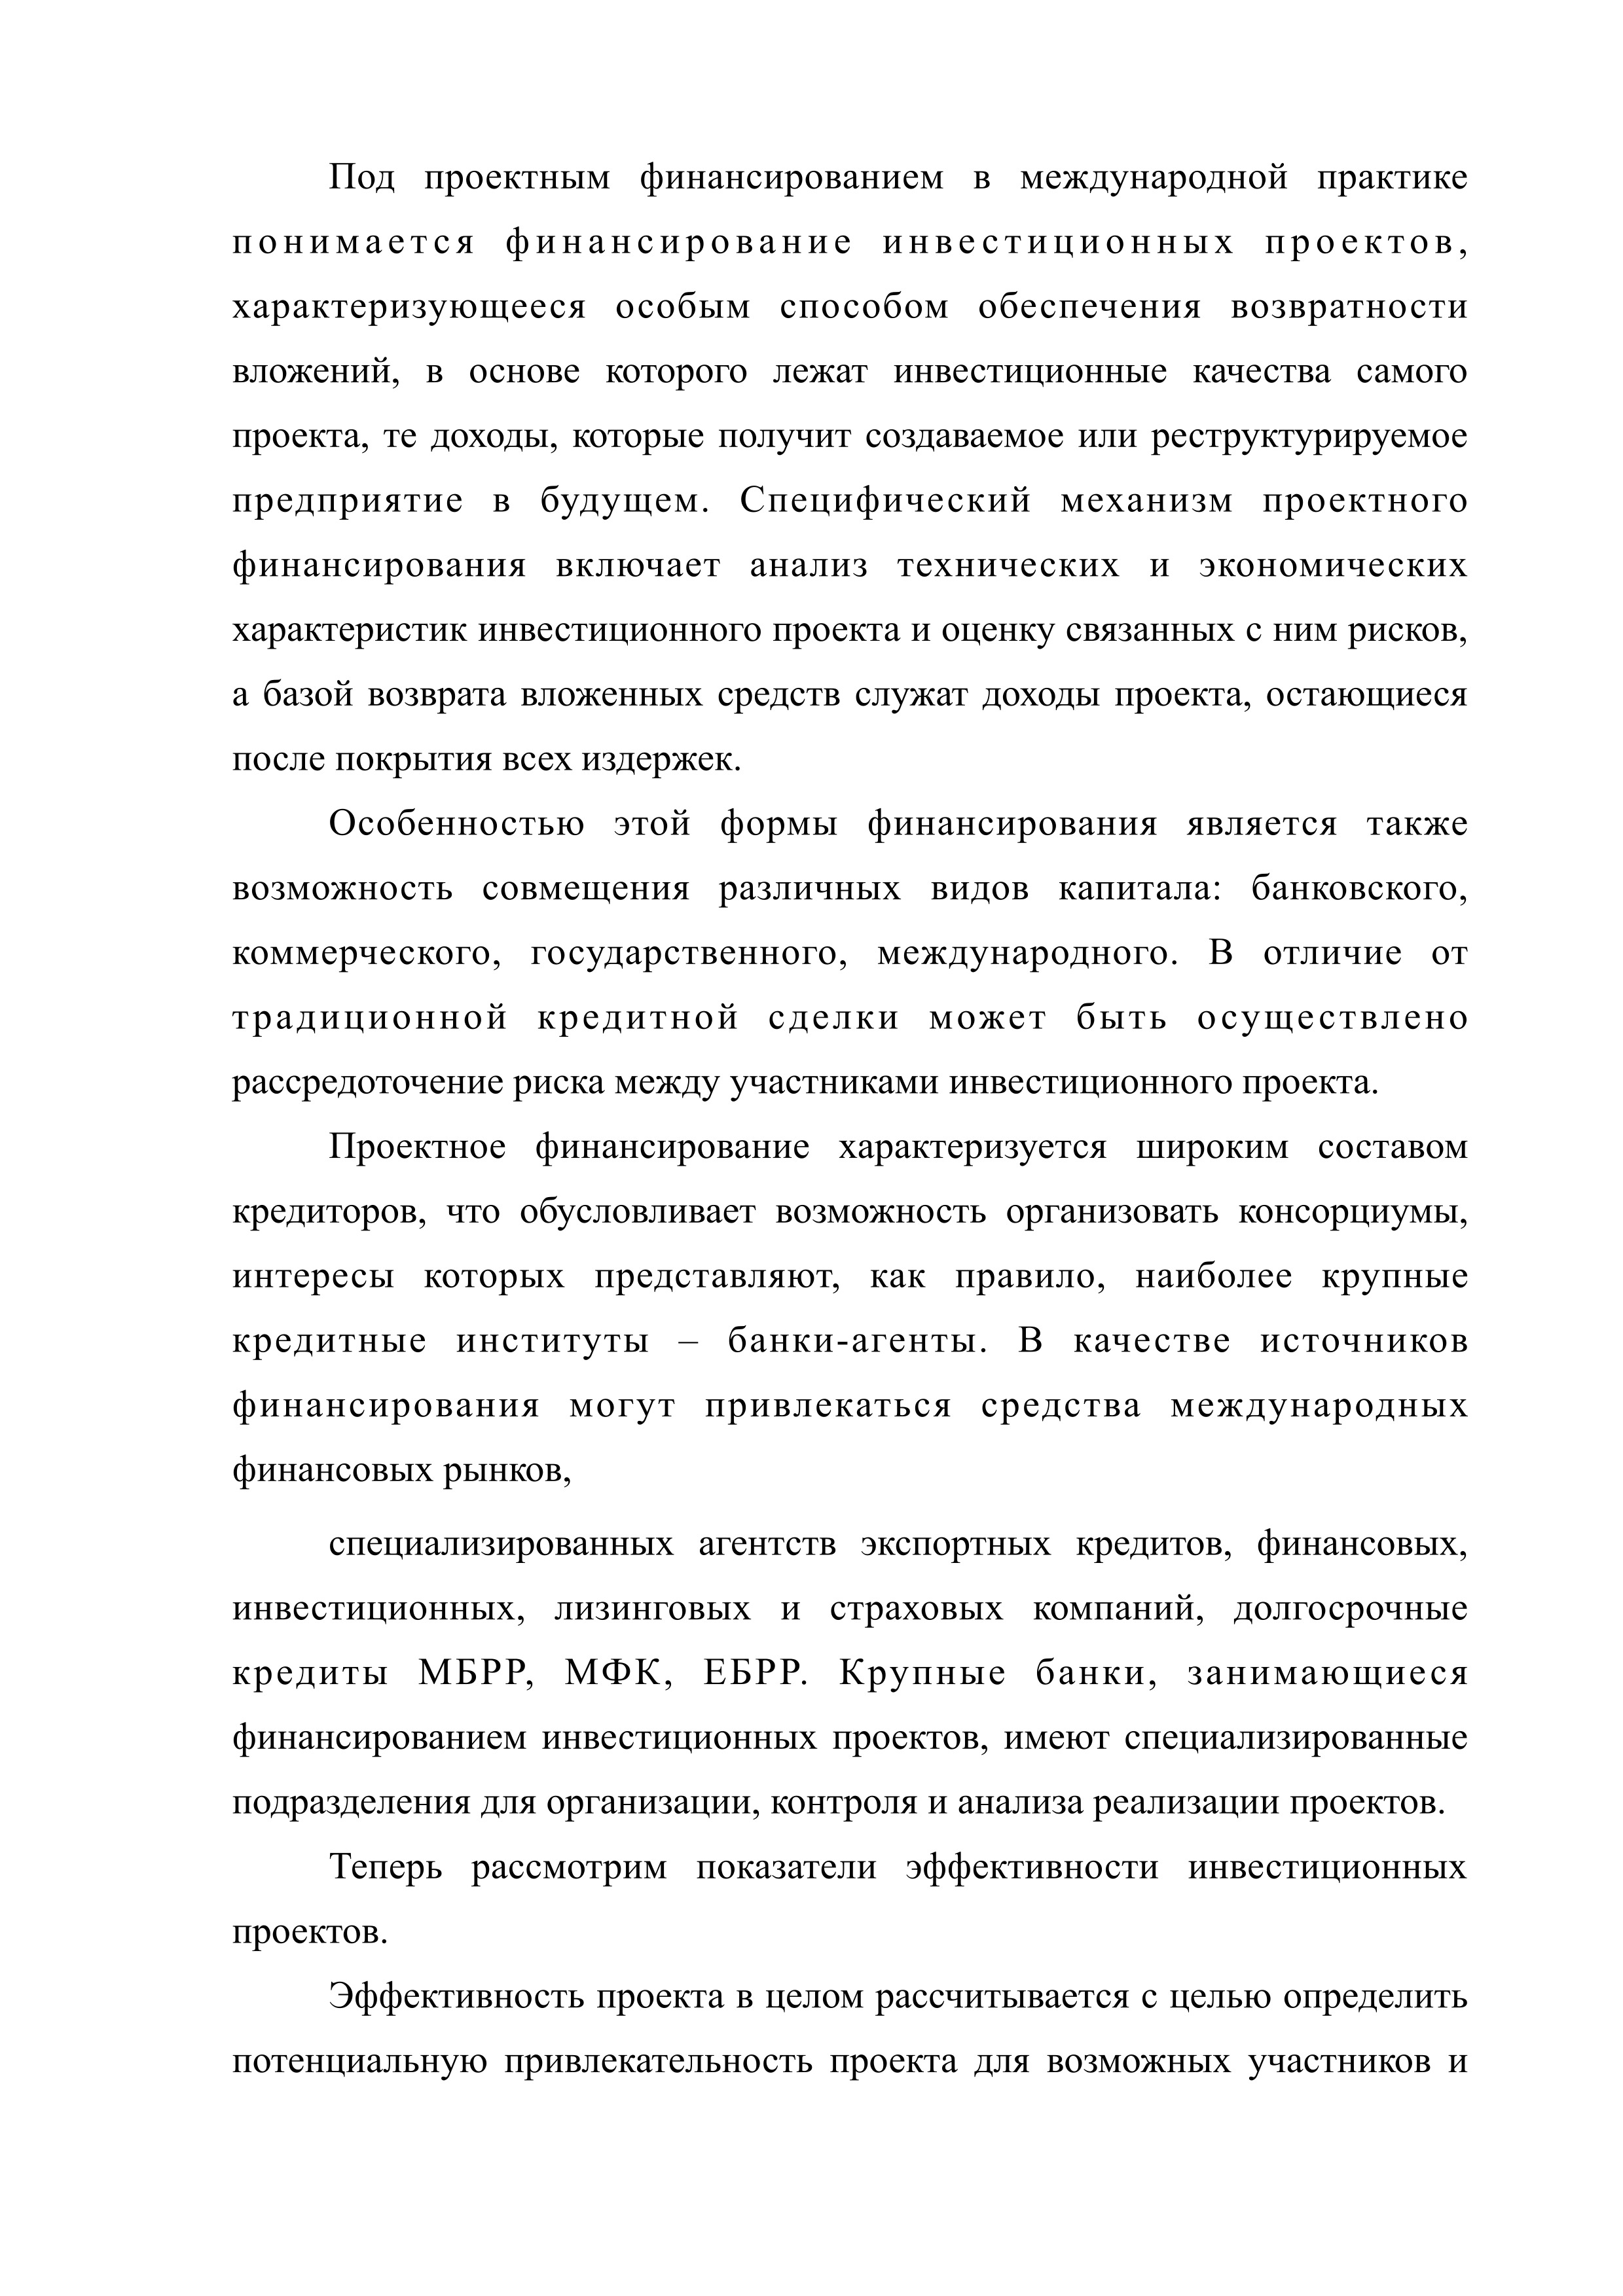 Под проектным финансированием в международной практике
понимается финансирование инвестиционных проектов,
характеризующееся особым способом обеспечения возвратности
вложений, в основе которого лежат инвестиционные качества самого
проекта, те доходы, которые получит создаваемое или реструктурируемое
предприятие в будущем. Специфический механизм проектного
финансирования включает анализ технических и экономических
характеристик инвестиционного проекта и оценку связанных с ним рисков,
а базой возврата вложенных средств служат доходы проекта, остающиеся
после покрытия всех издержек.
Особенностью этой формы финансирования является также
возможность совмещения различных видов капитала: банковского,
коммерческого, государственного, международного. В отличие от
традиционной кредитной сделки может быть осуществлено
рассредоточение риска между участниками инвестиционного проекта.
Проектное финансирование характеризуется широким составом
кредиторов, что обусловливает возможность организовать консорциумы,
интересы которых представляют, как правило, наиболее крупные
кредитные институты – банки-агенты. В качестве источников
финансирования могут привлекаться средства международных
финансовых рынков,
специализированных агентств экспортных кредитов, финансовых,
инвестиционных, лизинговых и страховых компаний, долгосрочные
кредиты МБРР, МФК, ЕБРР. Крупные банки, занимающиеся
финансированием инвестиционных проектов, имеют специализированные
подразделения для организации, контроля и анализа реализации проектов.
Теперь рассмотрим показатели эффективности инвестиционных
проектов.
Эффективность проекта в целом рассчитывается с целью определить
потенциальную привлекательность проекта для возможных участников и